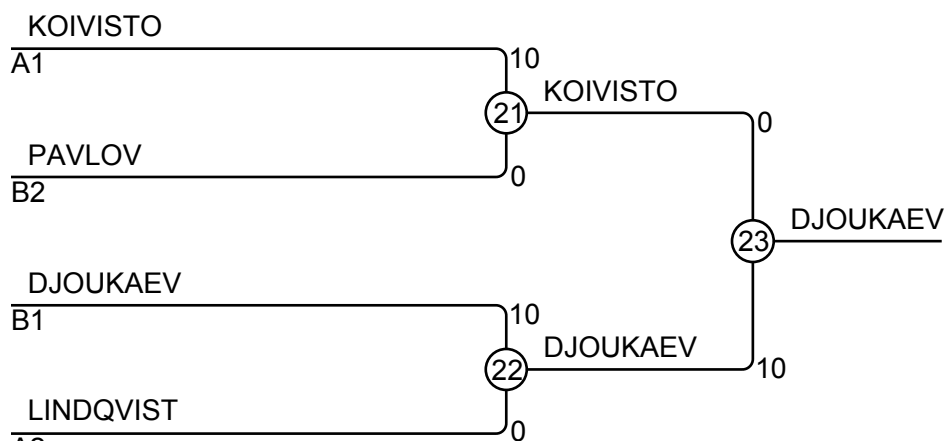 KOIVISTO
A1
10
21
KOIVISTO
0
PAVLOV
B2
0
23
DJOUKAEV
DJOUKAEV
B1
10
22
DJOUKAEV
10
LINDQVIST
0